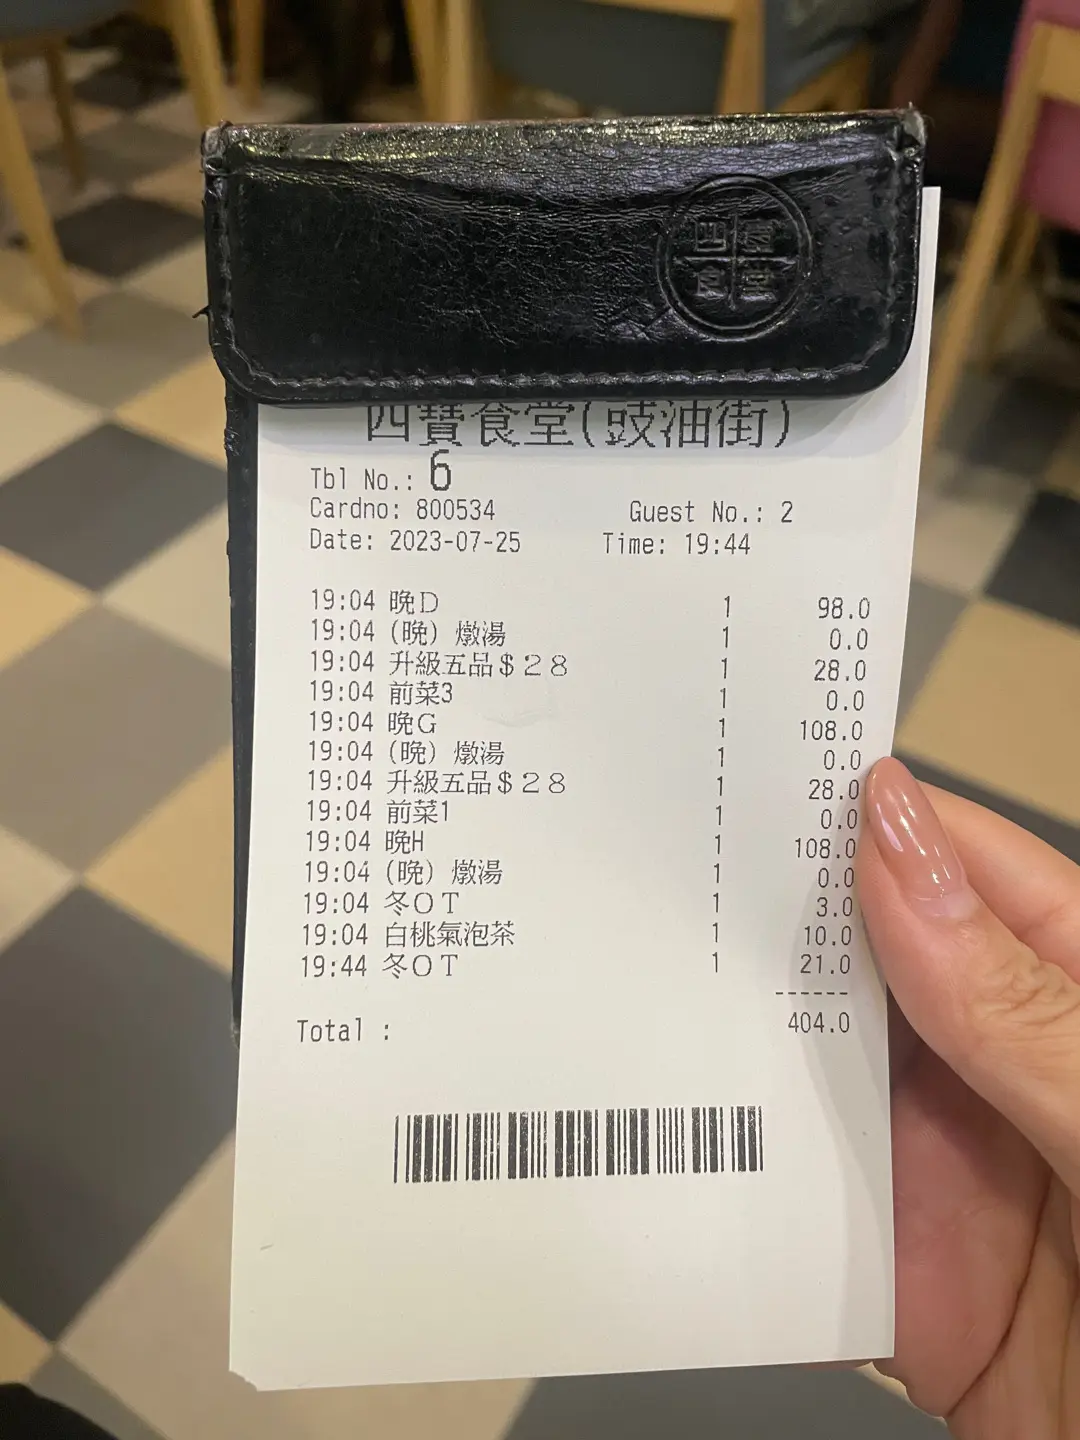 四寶食堂
四寶食堂(豉油街)
Tbl No.: 6
Cardno: 800534 Guest No.: 2
Date: 2023-07-25 Time: 19:44
19:04 晚D 1 98.0
19:04 (晚) 燉湯 1 0.0
19:04 升級五品$28 1 28.0
19:04 前菜3 1 0.0
19:04 晚G 1 108.0
19:04 (晚) 燉湯 1 0.0
19:04 升級五品$28 1 28.0
19:04 前菜1 1 0.0
19:04 晚H 1 108.0
19:04 (晚) 燉湯 1 0.0
19:04 冬OT 1 3.0
19:04 白桃氣泡茶 1 10.0
19:44 冬OT 1 21.0
------
Total : 404.0